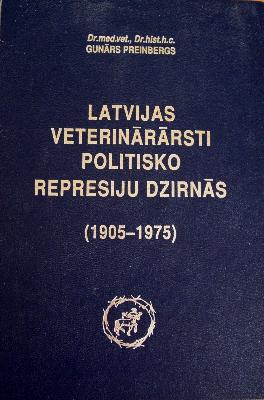 Dr.med.vet., Dr.hist.h.c.
GUNĀRS PREINBERGS
LATVIJAS
VETERINĀRĀRSTI
POLITISKO
REPRESIJU DZIRNĀS
(1905–1975)